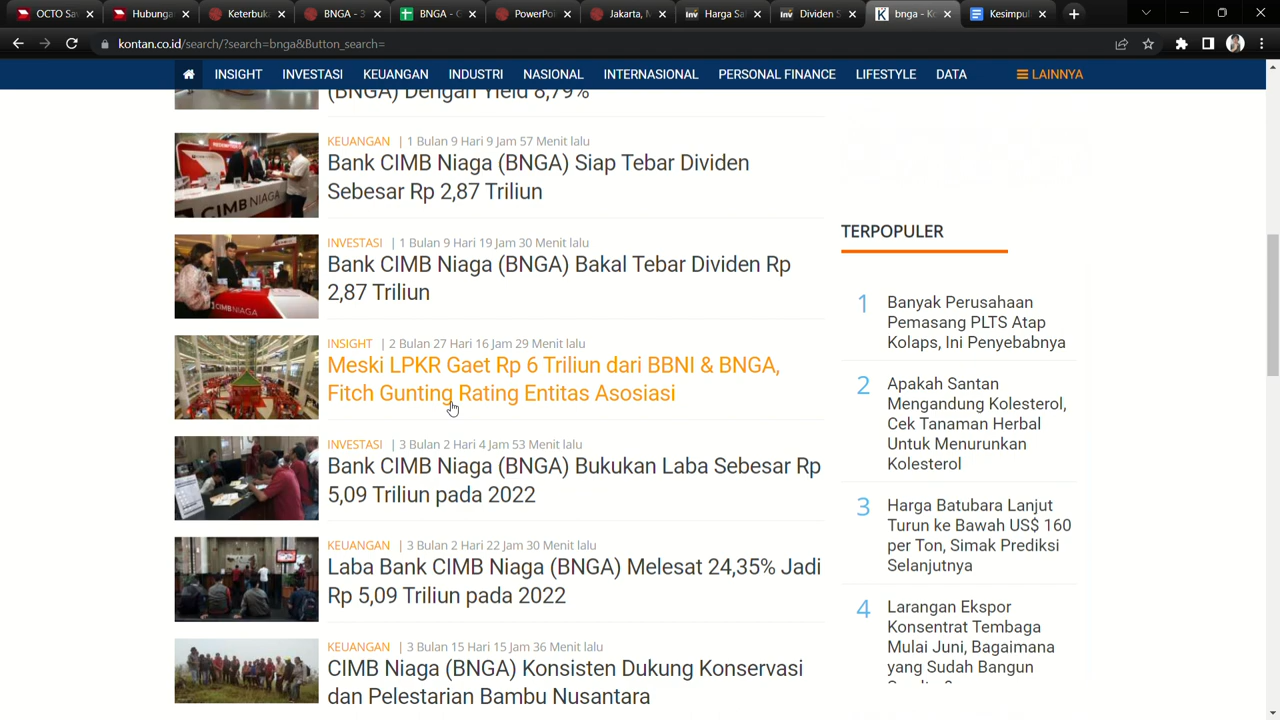 OCTO Sav
Hubunga
Keterbuk
BNGA - 3
BNGA - G
PowerPoi
Jakarta, M
Harga Sa
Dividen S
bnga - Ko
Kesimpul
kontan.co.id/search/?search=bnga&Button_search=
INSIGHT INVESTASI KEUANGAN INDUSTRI NASIONAL INTERNASIONAL PERSONAL FINANCE LIFESTYLE DATA LAINNYA
(BNGA) Dengan Yield 8,79%
KEUANGAN | 1 Bulan 9 Hari 9 Jam 57 Menit lalu
Bank CIMB Niaga (BNGA) Siap Tebar Dividen
Sebesar Rp 2,87 Triliun
CIMB NIAGA
INVESTASI | 1 Bulan 9 Hari 19 Jam 30 Menit lalu
Bank CIMB Niaga (BNGA) Bakal Tebar Dividen Rp
2,87 Triliun
CIMB NIAGA
INSIGHT | 2 Bulan 27 Hari 16 Jam 29 Menit lalu
Meski LPKR Gaet Rp 6 Triliun dari BBNI & BNGA,
Fitch Gunting Rating Entitas Asosiasi
INVESTASI | 3 Bulan 2 Hari 4 Jam 53 Menit lalu
Bank CIMB Niaga (BNGA) Bukukan Laba Sebesar Rp
5,09 Triliun pada 2022
KEUANGAN | 3 Bulan 2 Hari 22 Jam 30 Menit lalu
Laba Bank CIMB Niaga (BNGA) Melesat 24,35% Jadi
Rp 5,09 Triliun pada 2022
KEUANGAN | 3 Bulan 15 Hari 15 Jam 36 Menit lalu
CIMB Niaga (BNGA) Konsisten Dukung Konservasi
dan Pelestarian Bambu Nusantara
TERPOPULER
1
Banyak Perusahaan
Pemasang PLTS Atap
Kolaps, Ini Penyebabnya
2
Apakah Santan
Mengandung Kolesterol,
Cek Tanaman Herbal
Untuk Menurunkan
Kolesterol
3
Harga Batubara Lanjut
Turun ke Bawah US$ 160
per Ton, Simak Prediksi
Selanjutnya
4
Larangan Ekspor
Konsentrat Tembaga
Mulai Juni, Bagaimana
yang Sudah Bangun